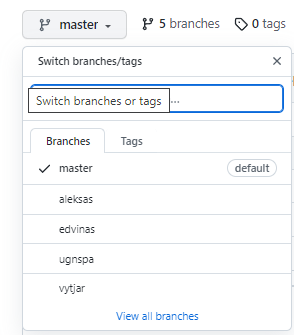 master 5 branches 0 tags
Switch branches/tags
Switch branches or tags ...
Branches Tags
master default
aleksas
edvinas
ugnspa
vytjar
View all branches